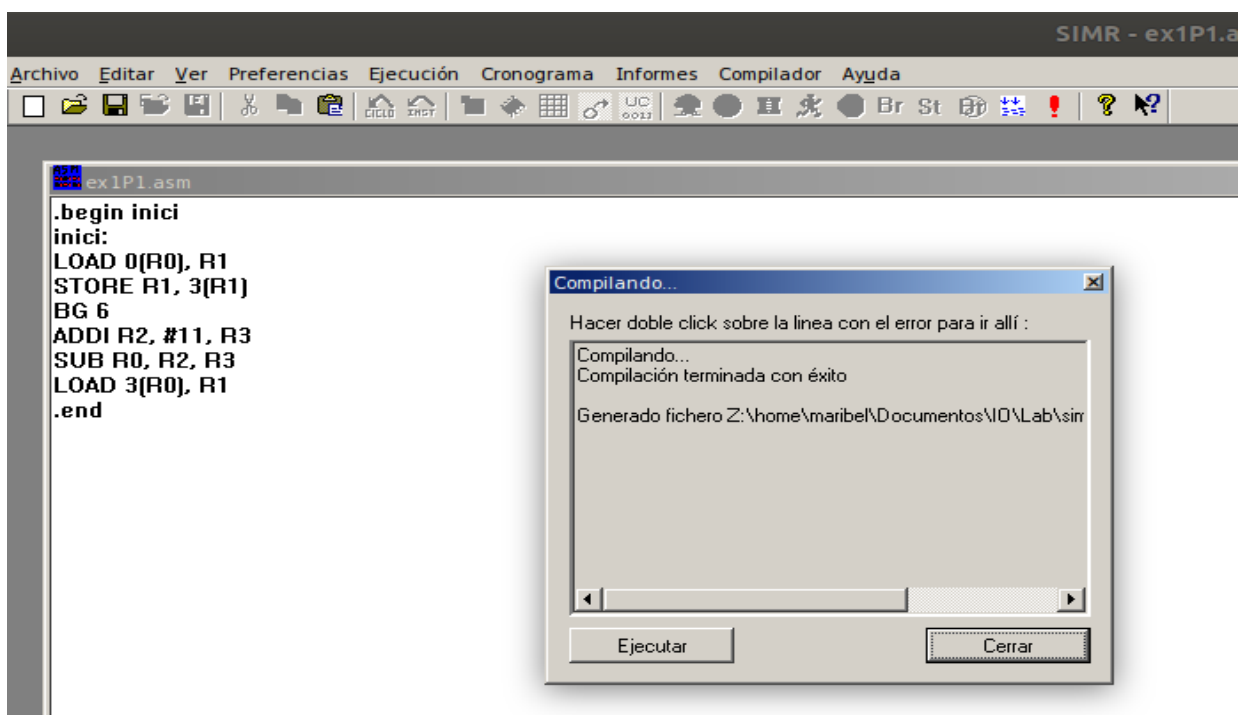 SIMR - ex1P1.a
Archivo Editar Ver Preferencias Ejecución Cronograma Informes Compilador Ayuda
CICLO INST UC Br St
ex1P1.asm
.begin inici
inici:
LOAD 0(R0), R1
STORE R1, 3(R1)
BG 6
ADDI R2, #11, R3
SUB R0, R2, R3
LOAD 3(R0), R1
.end
Compilando...
Hacer doble click sobre la linea con el error para ir allí :
Compilando...
Compilación terminada con éxito
Generado fichero Z:\home\maribel\Documentos\IO\Lab\sim
Ejecutar Cerrar